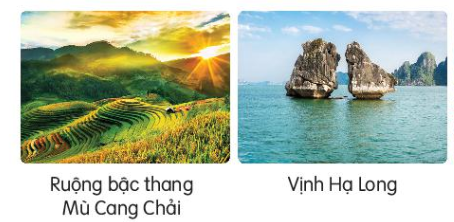 Ruộng bậc thang
Mù Cang Chải
Vịnh Hạ Long